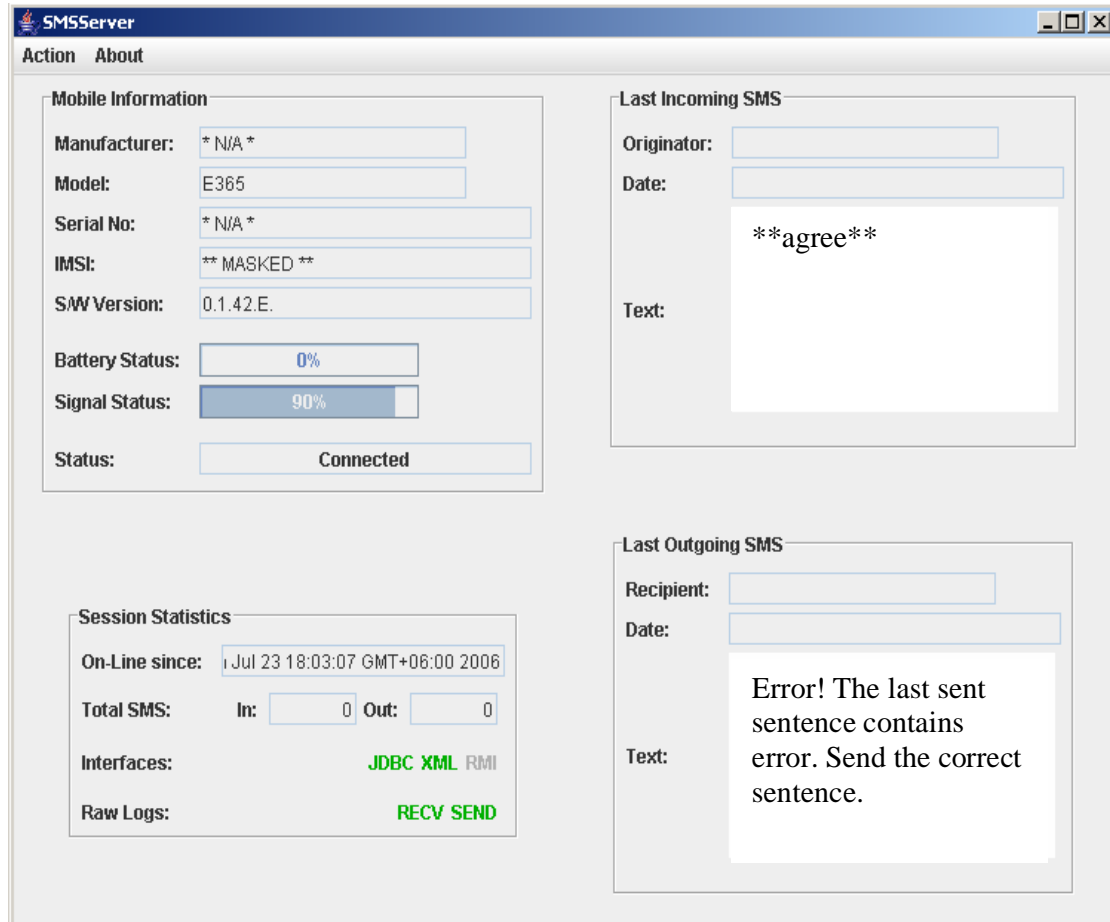 SMSServer
Action About
Mobile Information
Manufacturer: * N/A *
Model: E365
Serial No: * N/A *
IMSI: ** MASKED **
S/W Version: 0.1.42.E.
Battery Status: 0%
Signal Status: 90%
Status: Connected
Session Statistics
On-Line since: Jul 23 18:03:07 GMT+06:00 2006
Total SMS: In: 0 Out: 0
Interfaces: JDBC XML RMI
Raw Logs: RECV SEND
Last Incoming SMS
Originator:
Date:
Text:
**agree**
Last Outgoing SMS
Recipient:
Date:
Text:
Error! The last sent
sentence contains
error. Send the correct
sentence.